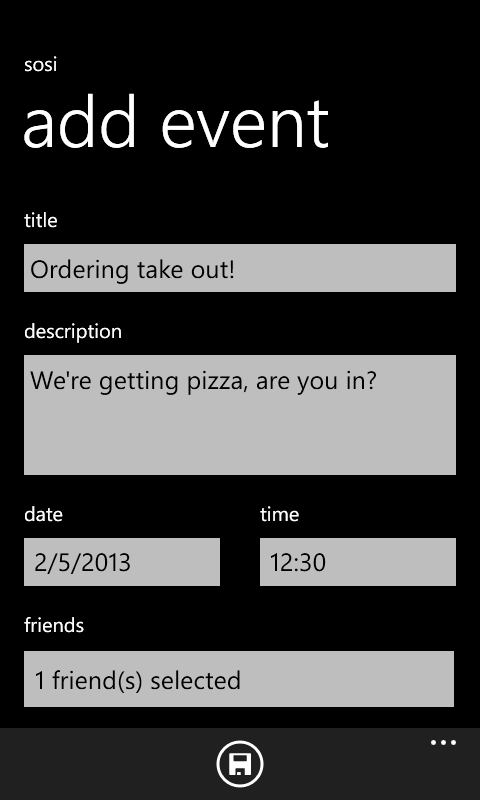 sosi
add event
title
Ordering take out!
description
We're getting pizza, are you in?
date time
2/5/2013 12:30
friends
1 friend(s) selected